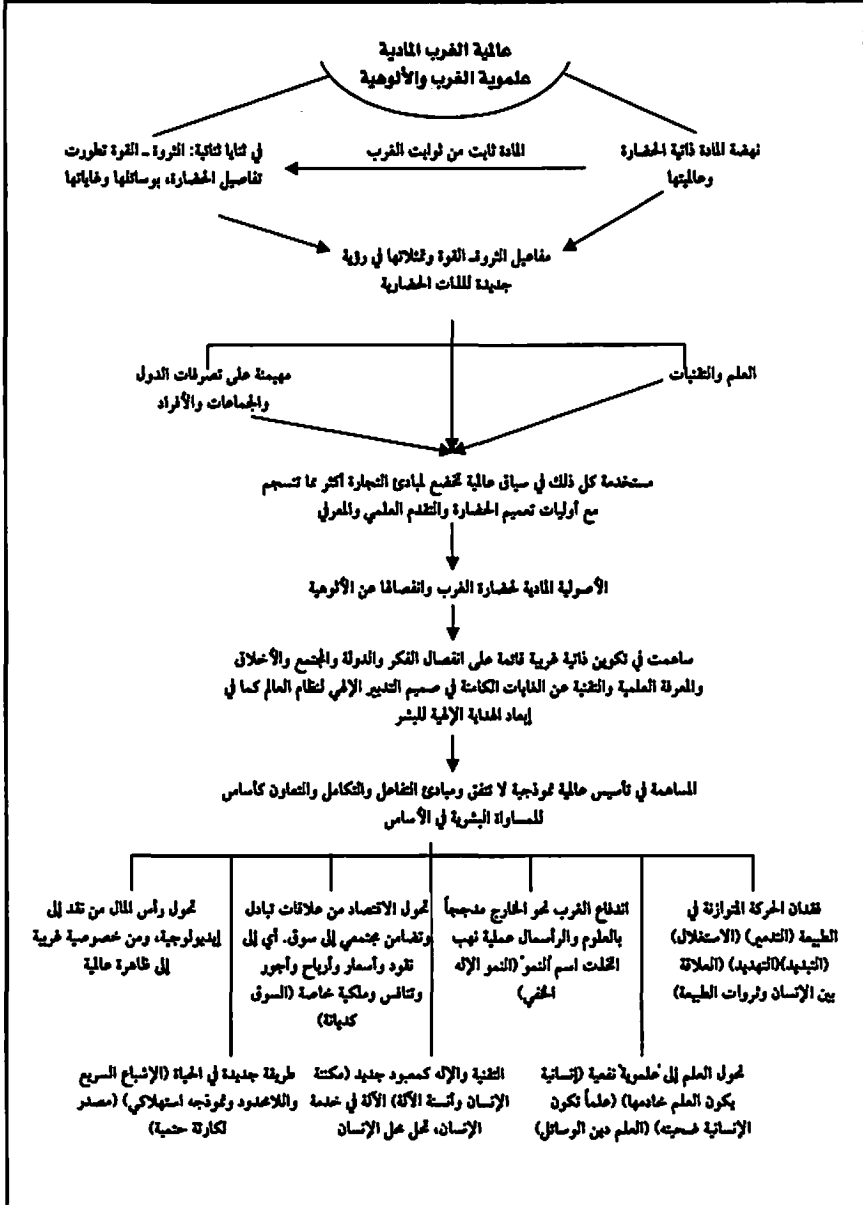 عالمية الغرب المادية
علموية الغرب والألوهية
نهضة المادة ذاتية الحضارة
وعالميتها
المادة ثابت من ثوابت الغرب
في ثنايا ثنائية: الثروة ـ القوة تطورت
تفاصيل الحضارة، بوسائلها وغاياتها
مفاعيل الثروة ـ القوة وتمثلاتها في رؤية
جديدة للذات الحضارية
العلم والتقنيات
مهيمنة على تصرفات الدول
والجماعات والأفراد
مستخدمة كل ذلك في سياق عالمية تخضع لمبادئ التجارة أكثر مما تنسجم
مع أوليات تعميم الحضارة والتقدم العلمي والمعرفي
الأصولية المادية لحضارة الغرب وانفصالها عن الألوهية
ساهمت في تكوين ذاتية غربية قائمة على انفصال الفكر والدولة والمجتمع والأخلاق
والمعرفة العلمية والتقنية عن الغايات الكامنة في صميم التدبير الإلهي لنظام العالم كما في
إبعاد الهداية الإلهية للبشر
المساهمة في تأسيس عالمية نموذجية لا تتفق ومبادئ التفاعل والتكامل والتعاون كأساس
للمساواة البشرية في الأساس
فقدان الحركة المتوازنة في
الطبيعة (التدمير) (الاستغلال)
(التبديد)(التهديد) (العلاقة
بين الإنسان وثروات الطبيعة)
اندفاع الغرب نحو الخارج مدججاً
بالعلوم والرأسمال عملية نهب
اتخذت اسم "النمو" (النمو الإله
الخفي)
تحول الاقتصاد من علاقات تبادل
وتضامن مجتمعي إلى سوق. أي إلى
نقود وأسعار وأرباح وأجور
وتنافس وملكية خاصة (السوق
كديانة)
تحول رأس المال من نقد إلى
إيديولوجية، ومن خصوصية غربية
إلى ظاهرة عالمية
تحول العلم إلى "علموية" نفعية (إنسانية
يكون العلم خادمها) (علماً تكون
الإنسانية ضحيته) (العلم دين الوسائل)
التقنية والإله كمعبود جديد (مكننة
الإنسان وأنسنة الآلة) الآلة في خدمة
الإنسان، تحل محل الإنسان
طريقة جديدة في الحياة (الإشباع السريع
واللامحدود ونموذجه استهلاكي) (مصدر
لكارثة حتمية)